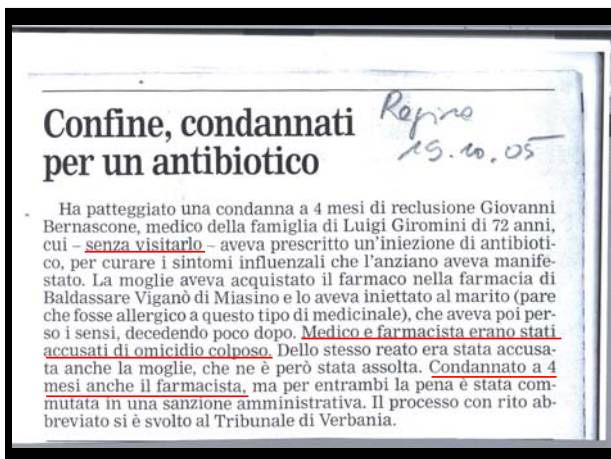 Confine, condannati
per un antibiotico
Regione
19.10.05
Ha patteggiato una condanna a 4 mesi di reclusione Giovanni
Bernascone, medico della famiglia di Luigi Giromini di 72 anni,
cui – senza visitarlo – aveva prescritto un'iniezione di antibioti-
co, per curare i sintomi influenzali che l'anziano aveva manife-
stato. La moglie aveva acquistato il farmaco nella farmacia di
Baldassare Viganò di Miasino e lo aveva iniettato al marito (pare
che fosse allergico a questo tipo di medicinale), che aveva poi per-
so i sensi, decedendo poco dopo. Medico e farmacista erano stati
accusati di omicidio colposo. Dello stesso reato era stata accusa-
ta anche la moglie, che ne è però stata assolta. Condannato a 4
mesi anche il farmacista, ma per entrambi la pena è stata com-
mutata in una sanzione amministrativa. Il processo con rito ab-
breviato si è svolto al Tribunale di Verbania.